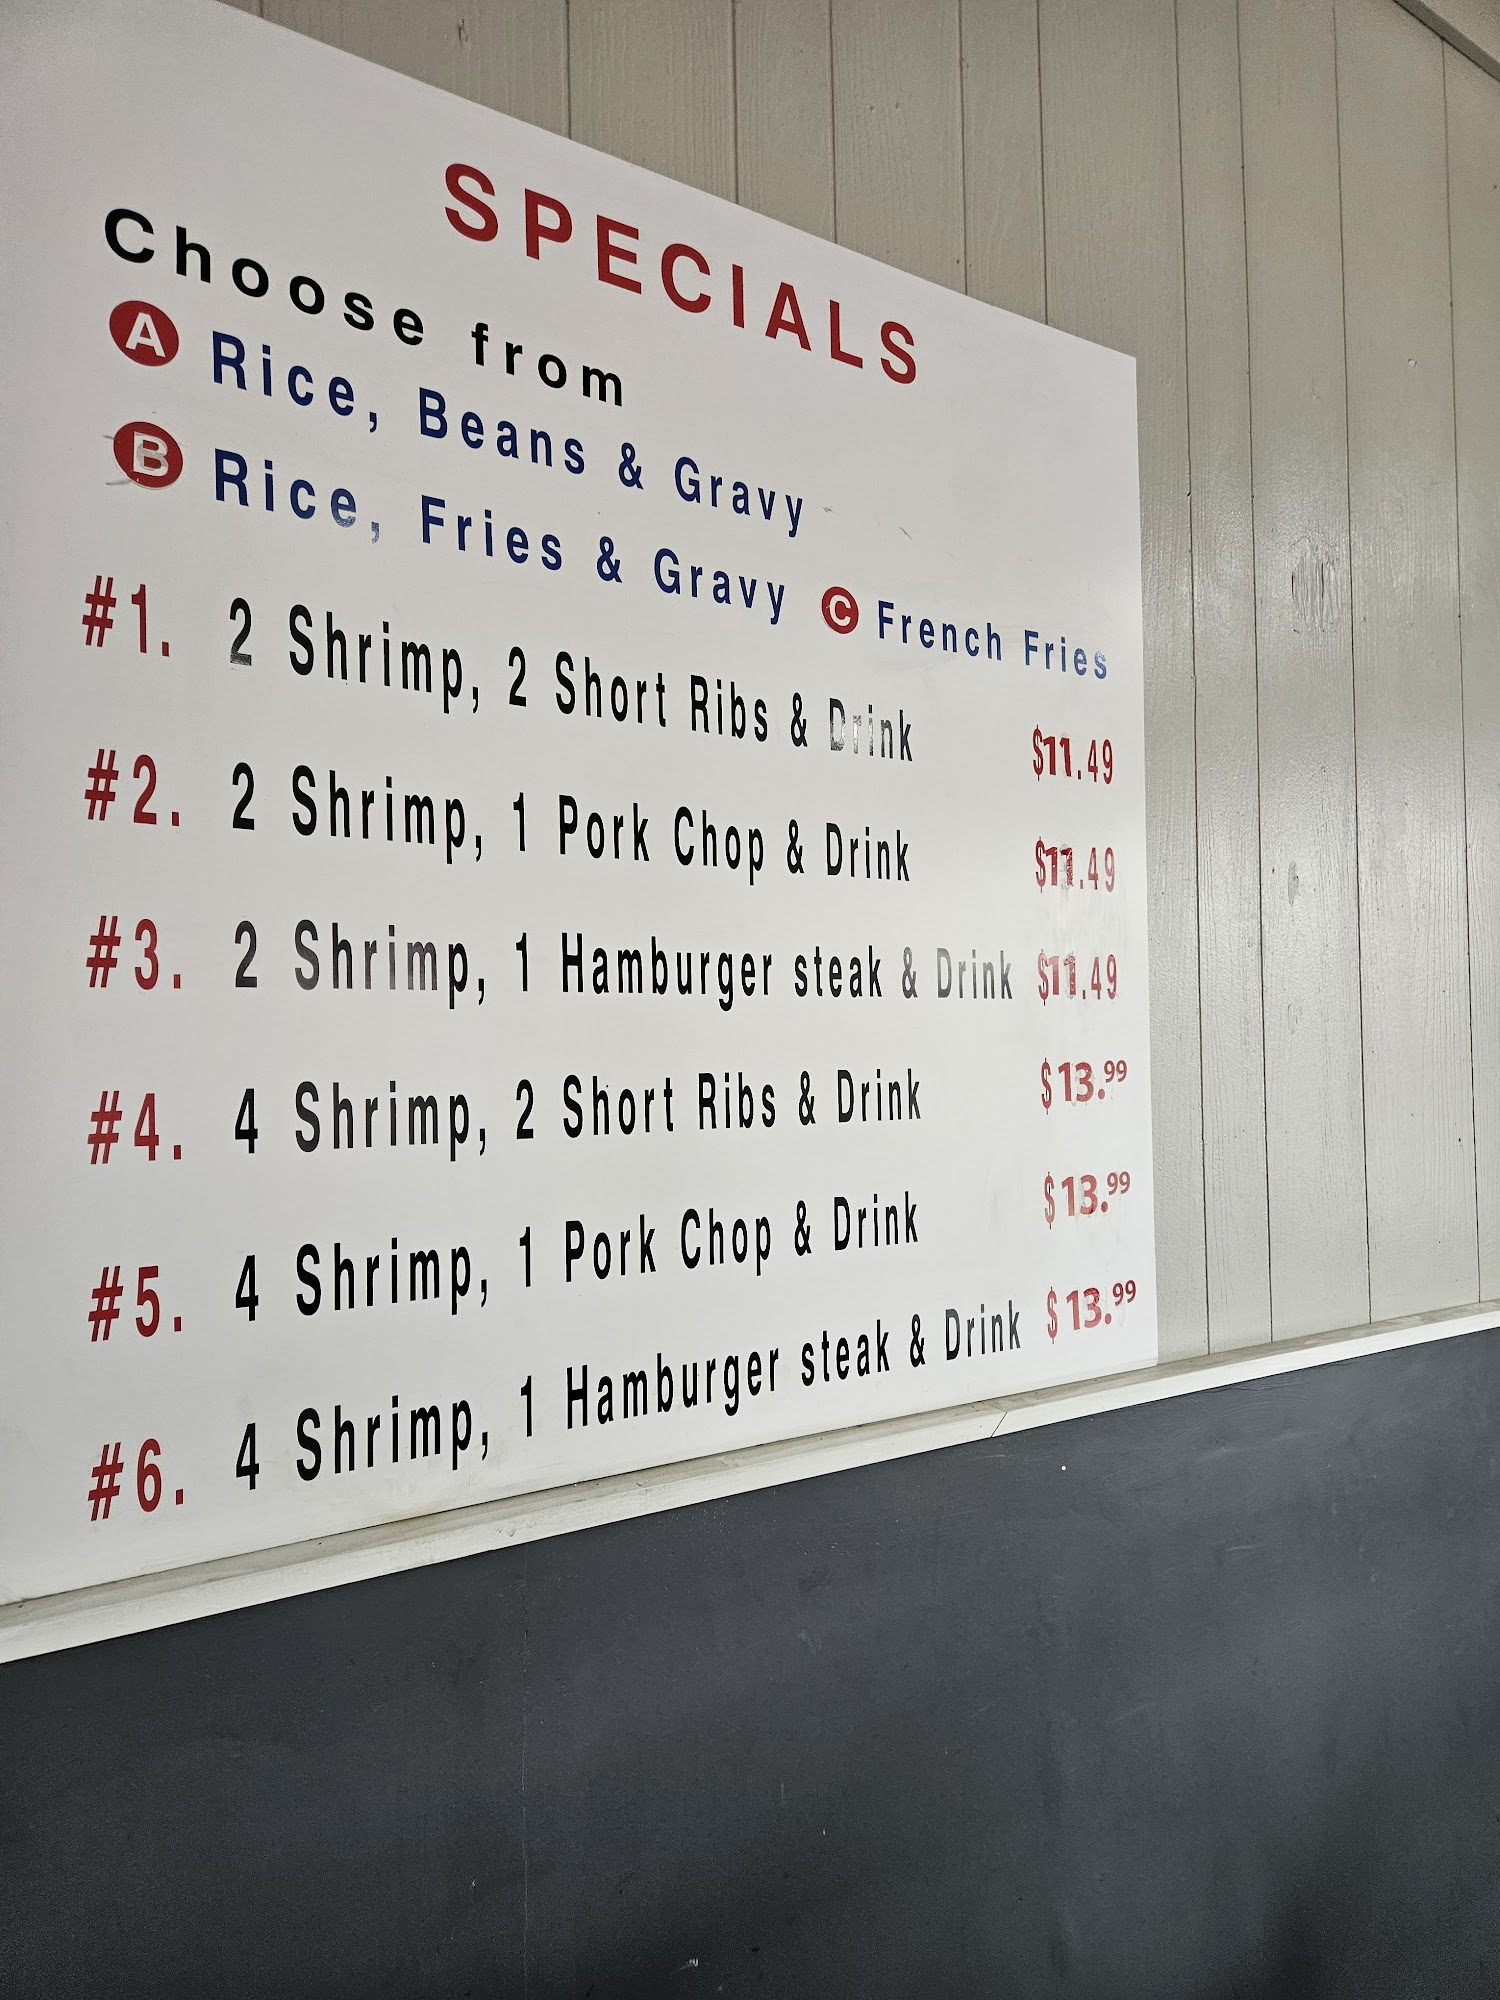 SPECIALS
Choose from
A Rice, Beans & Gravy
B Rice, Fries & Gravy C French Fries
#1. 2 Shrimp, 2 Short Ribs & Drink $11.49
#2. 2 Shrimp, 1 Pork Chop & Drink $11.49
#3. 2 Shrimp, 1 Hamburger steak & Drink $11.49
#4. 4 Shrimp, 2 Short Ribs & Drink $13.99
#5. 4 Shrimp, 1 Pork Chop & Drink $13.99
#6. 4 Shrimp, 1 Hamburger steak & Drink $13.99